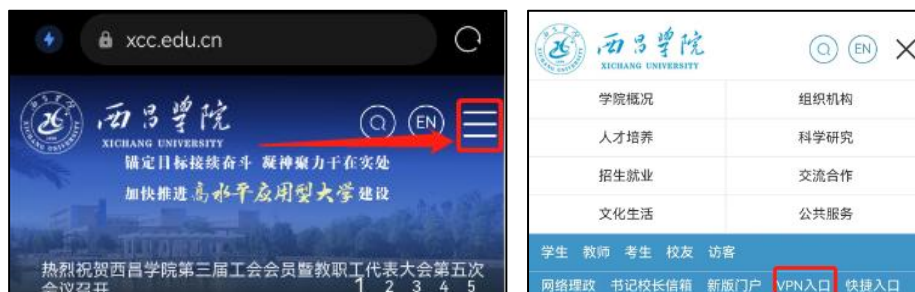 xcc.edu.cn
西昌学院
XICHANG UNIVERSITY
EN
锚定目标接续奋斗 凝神聚力干在实处
加快推进高水平应用型大学建设
热烈祝贺西昌学院第三届工会会员暨教职工代表大会第五次
会议召开
1 2 3 4 5
西昌学院
XICHANG UNIVERSITY
EN
学院概况 组织机构
人才培养 科学研究
招生就业 交流合作
文化生活 公共服务
学生 教师 考生 校友 访客
网络理政 书记校长信箱 新版门户 VPN入口 快捷入口